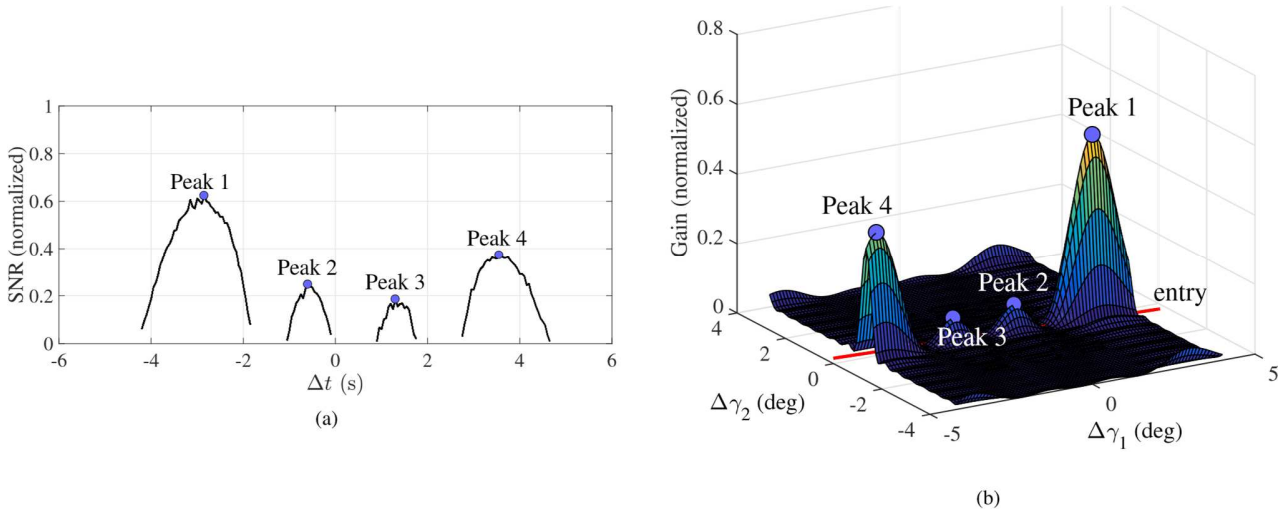 1
0.8
0.6
0.4
0.2
0
SNR (normalized)
Peak 1
Peak 2
Peak 3
Peak 4
-6
-4
-2
0
2
4
6
Δt (s)
(a)
0.8
0.6
0.4
0.2
0
Gain (normalized)
Peak 1
Peak 4
Peak 2
Peak 3
entry
4
2
0
-2
-4
Δγ₂ (deg)
-5
0
5
Δγ₁ (deg)
(b)